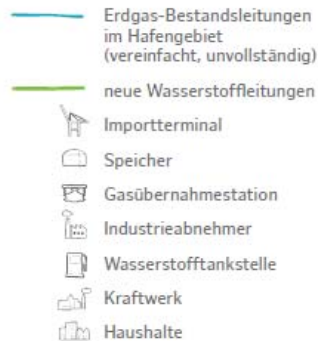 Erdgas-Bestandsleitungen
im Hafengebiet
(vereinfacht, unvollständig)
neue Wasserstoffleitungen
Importterminal
Speicher
Gasübernahmestation
Industrieabnehmer
Wasserstofftankstelle
Kraftwerk
Haushalte